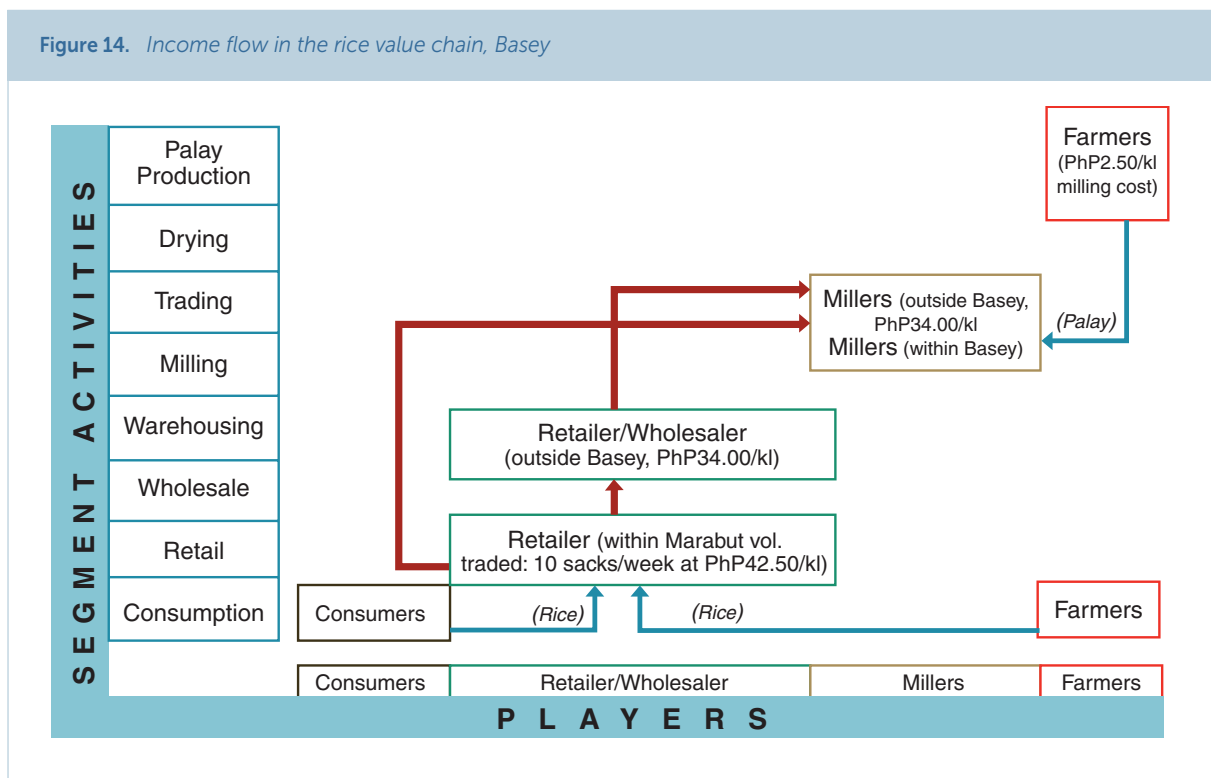 Figure 14. Income flow in the rice value chain, Basey
SEGMENT ACTIVITIES
Palay
Production
Drying
Trading
Milling
Warehousing
Wholesale
Retail
Consumption
Farmers
(PhP2.50/kl
milling cost)
Millers (outside Basey,
PhP34.00/kl
Millers (within Basey)
(Palay)
Retailer/Wholesaler
(outside Basey, PhP34.00/kl)
Retailer (within Marabut vol.
traded: 10 sacks/week at PhP42.50/kl)
Consumers
(Rice)
(Rice)
Farmers
Consumers
Retailer/Wholesaler
Millers
Farmers
PLAYERS